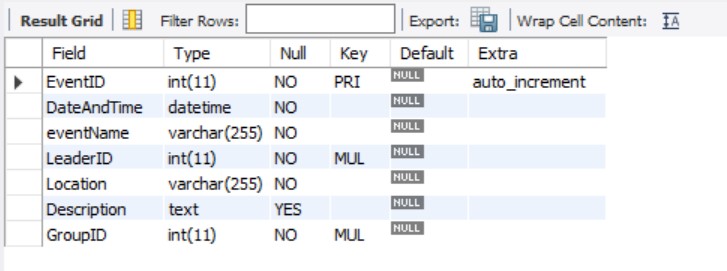 Result Grid Filter Rows: Export: Wrap Cell Content: IA
Field Type Null Key Default Extra
EventID int(11) NO PRI NULL auto_increment
DateAndTime datetime NO NULL
eventName varchar(255) NO NULL
LeaderID int(11) NO MUL NULL
Location varchar(255) NO NULL
Description text YES NULL
GroupID int(11) NO MUL NULL